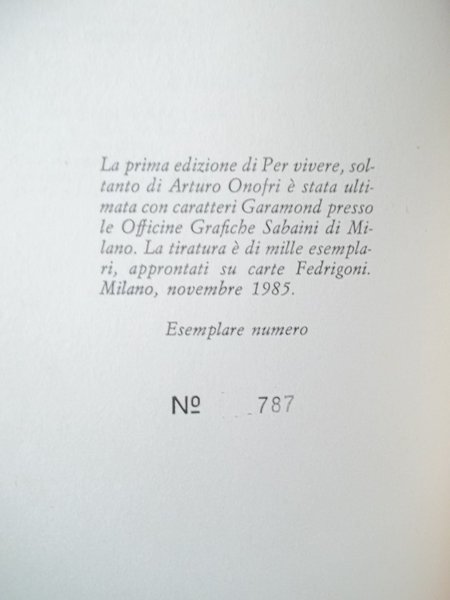 La prima edizione di Per vivere, sol-
tanto di Arturo Onofri è stata ulti-
mata con caratteri Garamond presso
le Officine Grafiche Sabaini di Mi-
lano. La tiratura è di mille esempla-
ri, approntati su carte Fedrigoni.
Milano, novembre 1985.
Esemplare numero
Nº 787